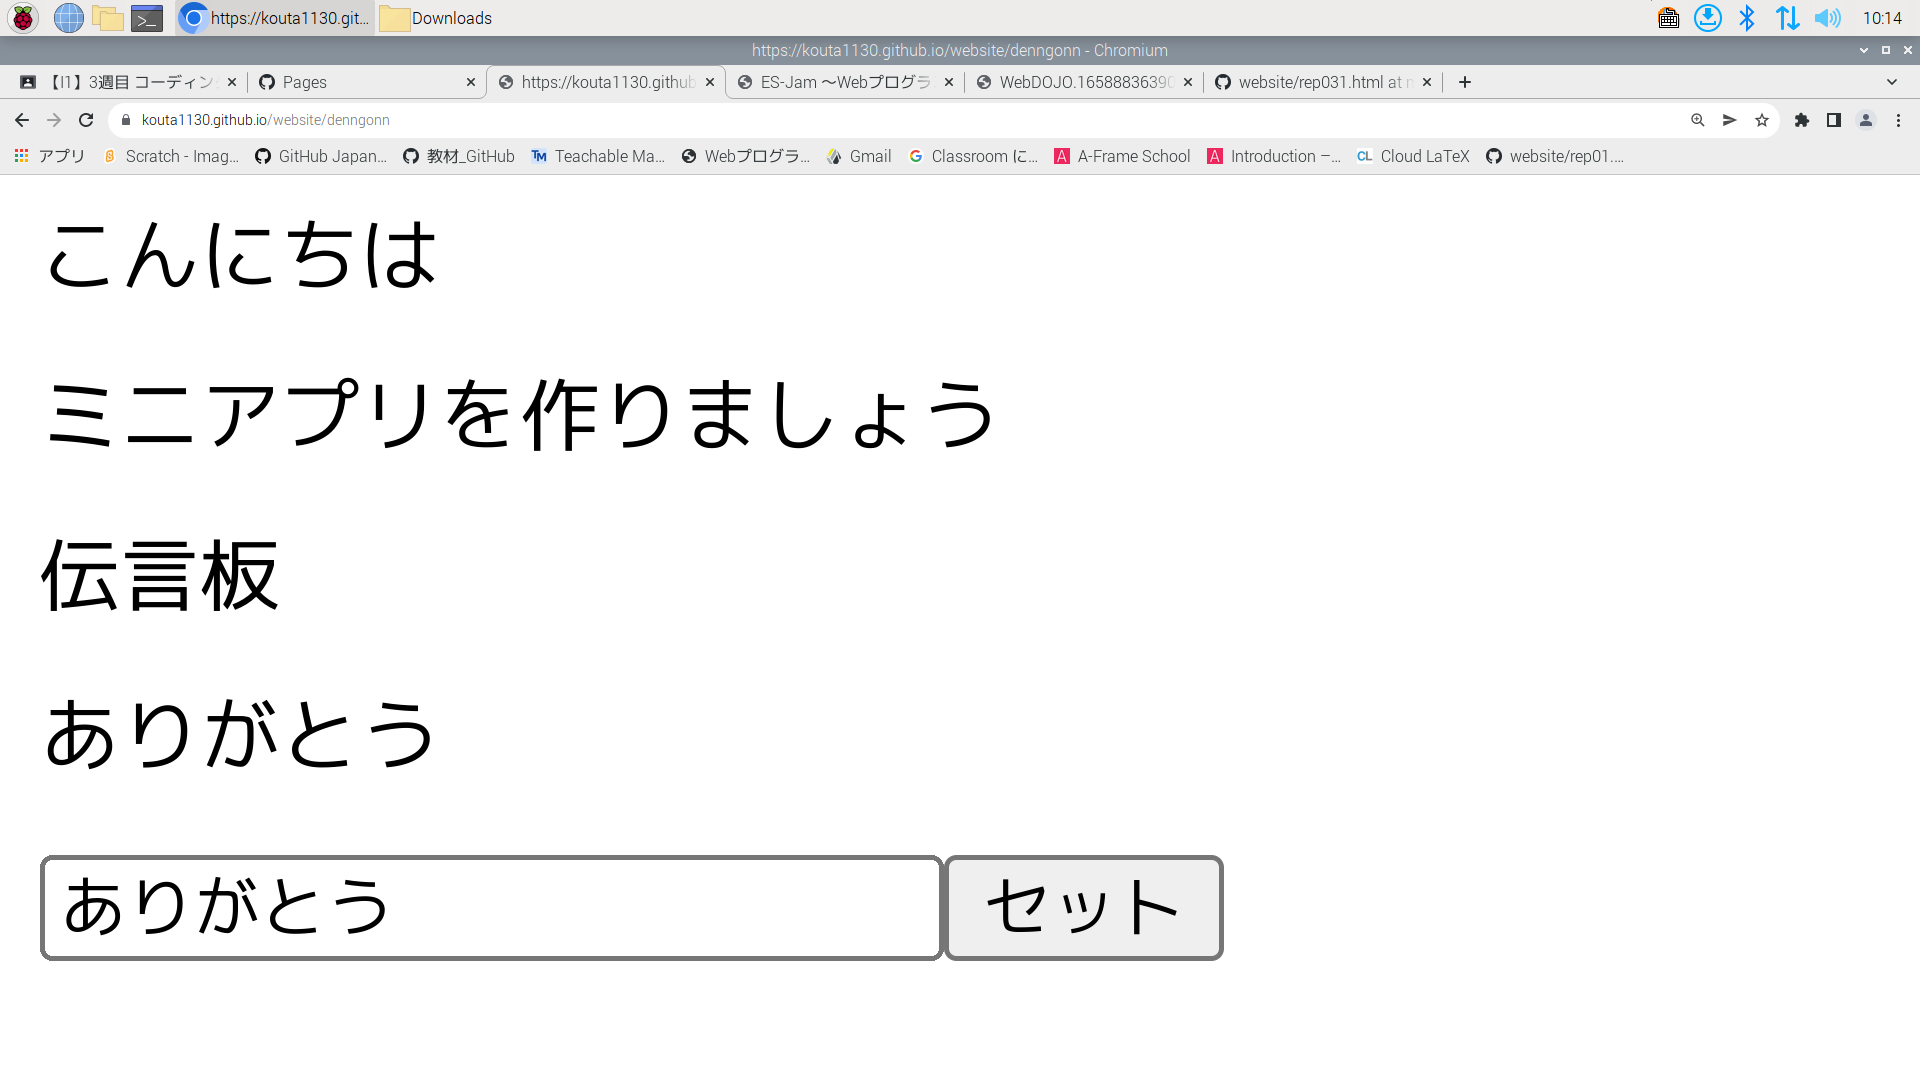 https://kouta1130.git...
Downloads
10:14
https://kouta1130.github.io/website/denngonn - Chromium
【I1】3週目 コーディン
Pages
https://kouta1130.github
ES-Jam 〜Webプログラ
WebDOJO.16588836390
website/rep031.html at
kouta1130.github.io/website/denngonn
アプリ
Scratch - Imag...
GitHub Japan...
教材_GitHub
Teachable Ma...
Webプログラ...
Gmail
Classroom に...
A-Frame School
Introduction –...
Cloud LaTeX
website/rep01....
こんにちは
ミニアプリを作りましょう
伝言板
ありがとう
ありがとう
セット